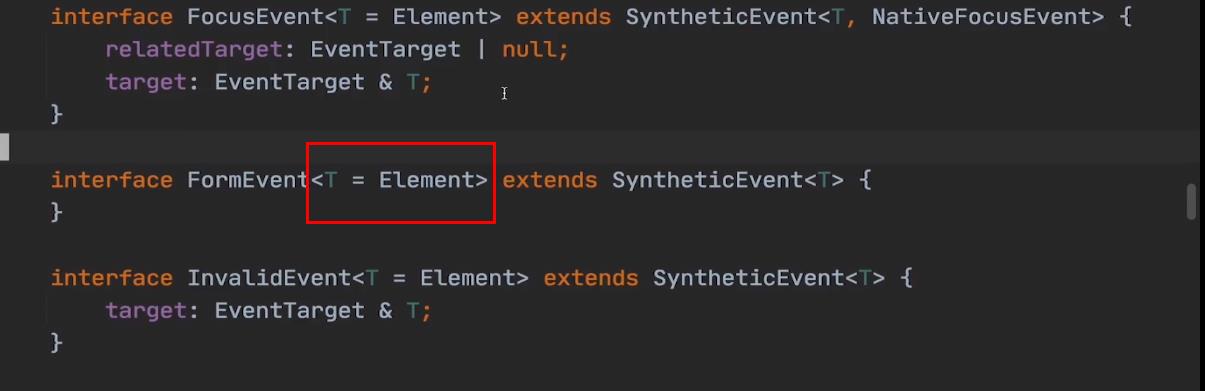 interface FocusEvent<T = Element> extends SyntheticEvent<T, NativeFocusEvent> {
relatedTarget: EventTarget | null;
target: EventTarget & T;
}
interface FormEvent<T = Element> extends SyntheticEvent<T> {
}
interface InvalidEvent<T = Element> extends SyntheticEvent<T> {
target: EventTarget & T;
}